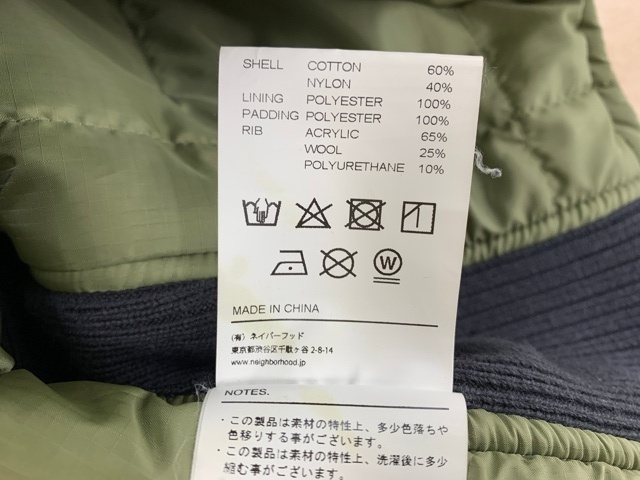 SHELL COTTON 60%
NYLON 40%
LINING POLYESTER 100%
PADDING POLYESTER 100%
RIB ACRYLIC 65%
WOOL 25%
POLYURETHANE 10%
W
MADE IN CHINA
(有) ネイバーフッド
東京都渋谷区千駄ヶ谷 2-8-14
www.neighborhood.jp
NOTES.
・この製品は素材の特性上、多少色落ちや
色移りする事がございます。
・この製品は素材の特性上、洗濯後に多少
縮む事がございます。